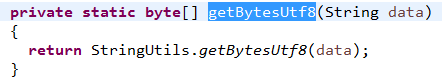 private static byte[] getBytesUtf8(String data)
{
return StringUtils.getBytesUtf8(data);
}